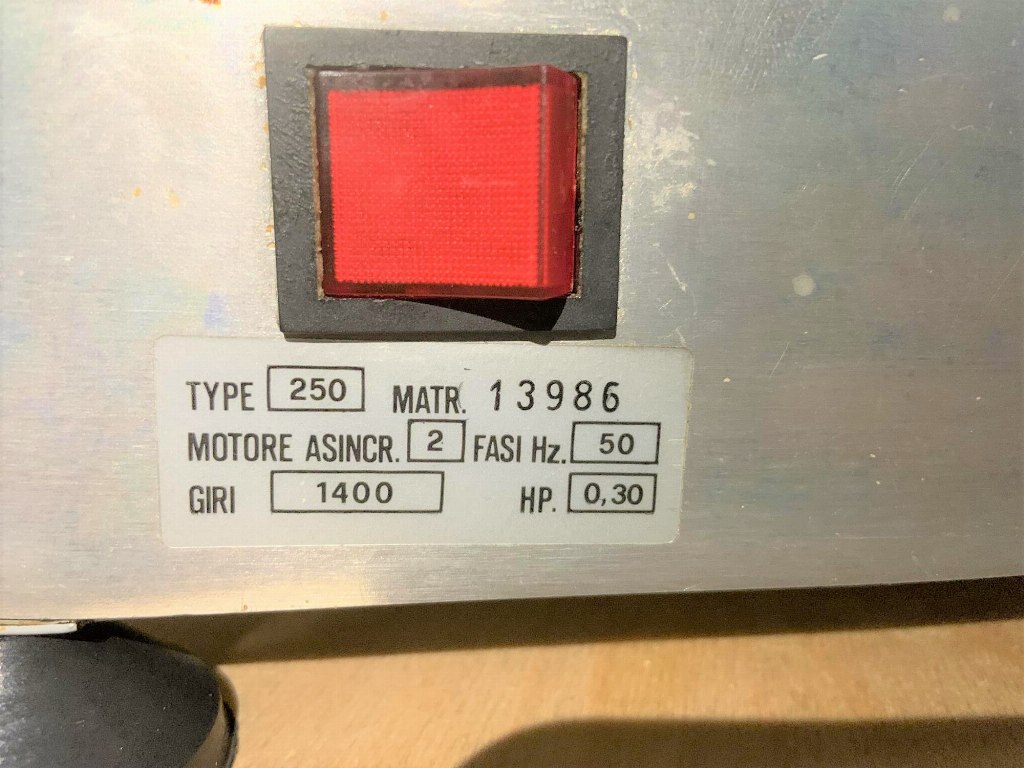 TYPE 250 MATR. 13986
MOTORE ASINCR. 2 FASI Hz. 50
GIRI 1400 HP. 0,30